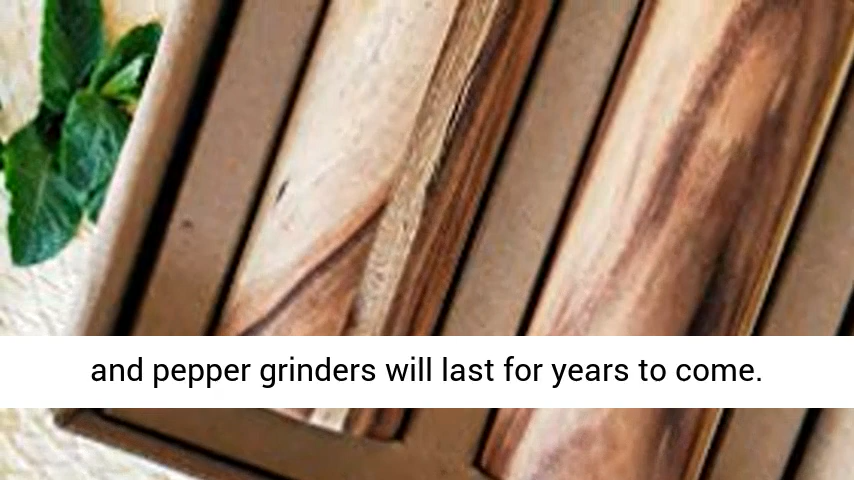 and pepper grinders will last for years to come.